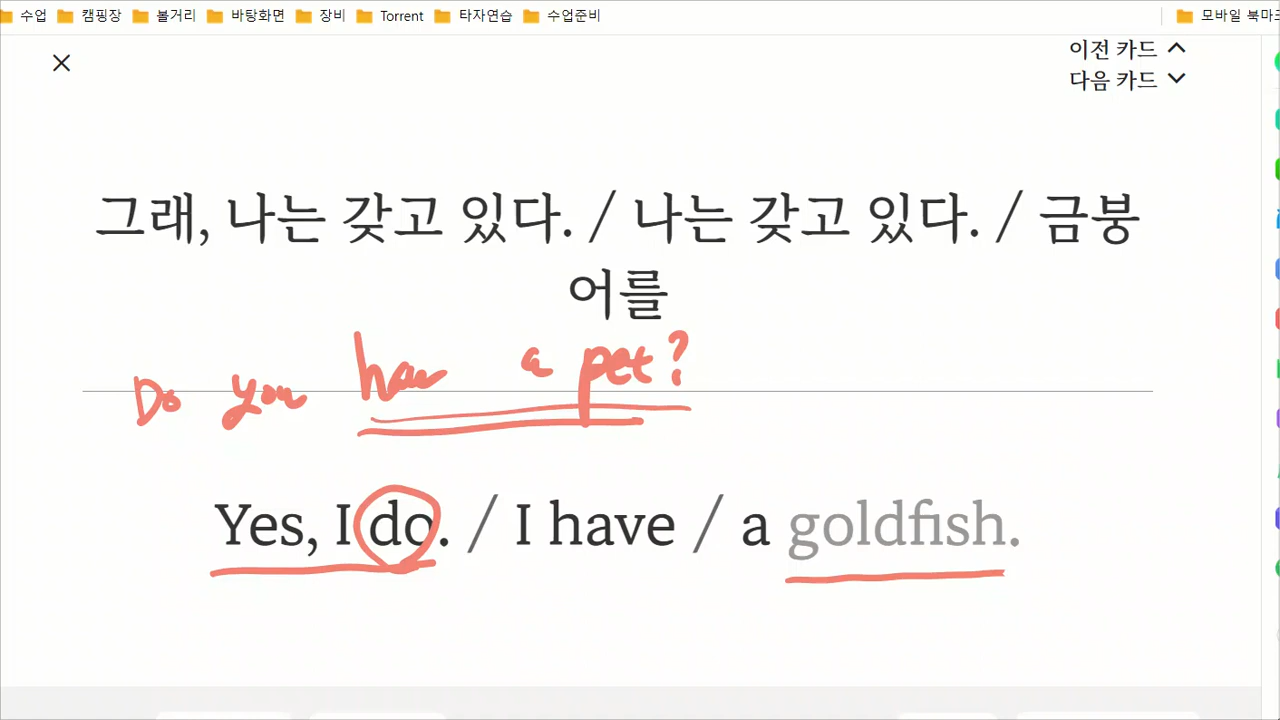 수업 캠핑장 볼거리 바탕화면 장비 Torrent 타자연습 수업준비 모바일 북마크
이전 카드
다음 카드
그래, 나는 갖고 있다. / 나는 갖고 있다. / 금붕
어를
Do you have a pet?
Yes, I do. / I have / a goldfish.